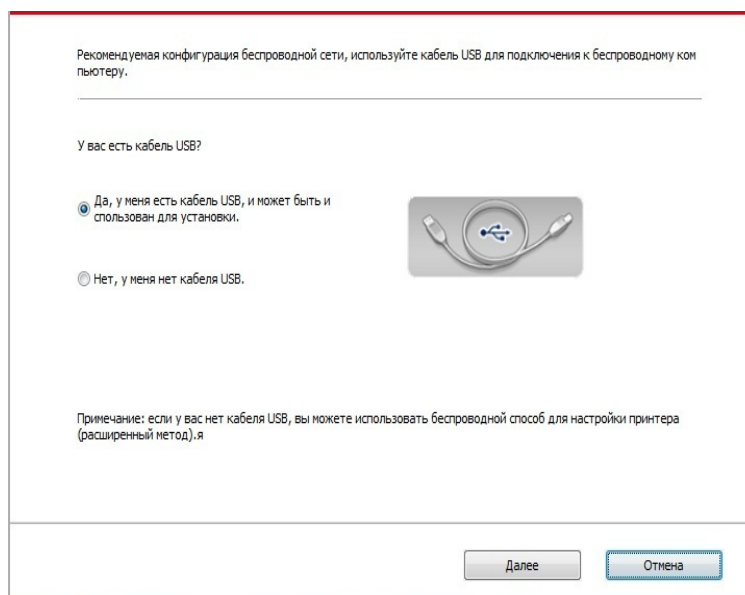 Рекомендуемая конфигурация беспроводной сети, используйте кабель USB для подключения к беспроводному ком
пьютеру.
У вас есть кабель USB?
Да, у меня есть кабель USB, и может быть и
спользован для установки.
Нет, у меня нет кабеля USB.
Примечание: если у вас нет кабеля USB, вы можете использовать беспроводной способ для настройки принтера
(расширенный метод).я
Далее
Отмена